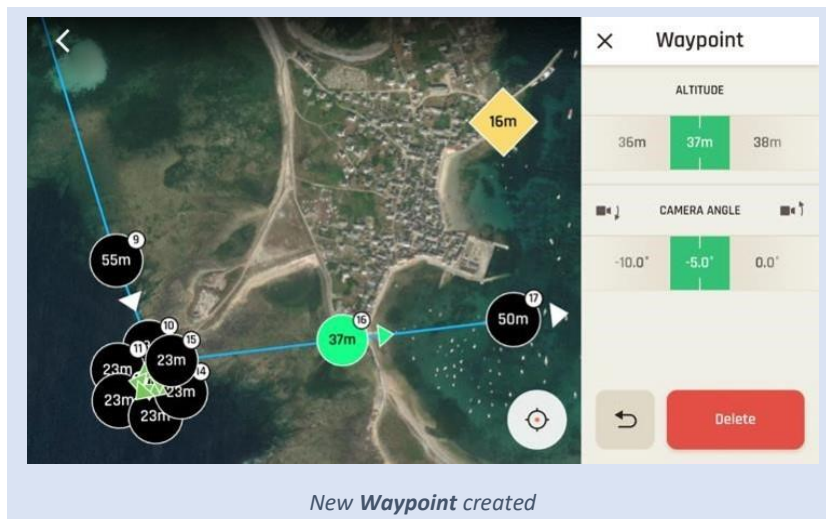 Waypoint
ALTITUDE
36m 37m 38m
CAMERA ANGLE
-10.0° -5.0° 0.0°
Delete
16m
9
55m
10
15
11
23m
23m
14
23m
23m
23m
16
37m
17
50m
New Waypoint created